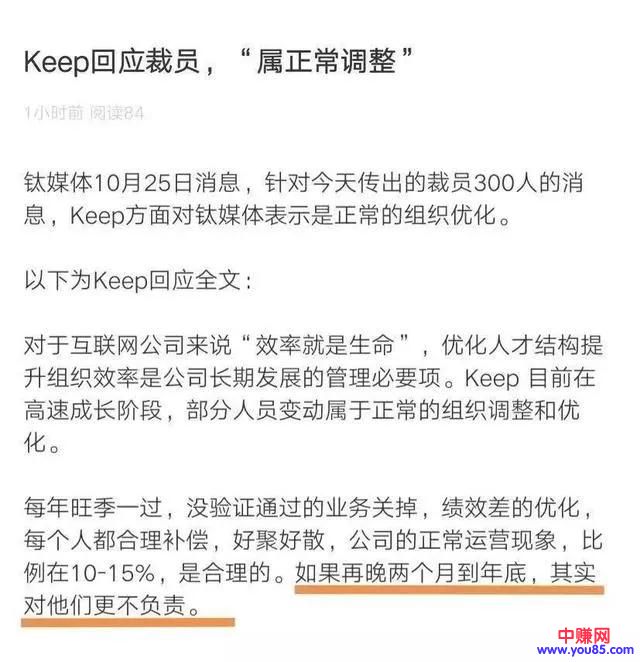 Keep回应裁员，“属正常调整”
1小时前 阅读84
钛媒体10月25日消息，针对今天传出的裁员300人的消
息，Keep方面对钛媒体表示是正常的组织优化。
以下为Keep回应全文：
对于互联网公司来说“效率就是生命”，优化人才结构提
升组织效率是公司长期发展的管理必要项。Keep 目前在
高速成长阶段，部分人员变动属于正常的组织调整和优
化。
每年旺季一过，没验证通过的业务关掉，绩效差的优化，
每个人都合理补偿，好聚好散，公司的正常运营现象，比
例在10-15%，是合理的。如果再晚两个月到年底，其实
对他们更不负责。
中赚网
www.you85.com